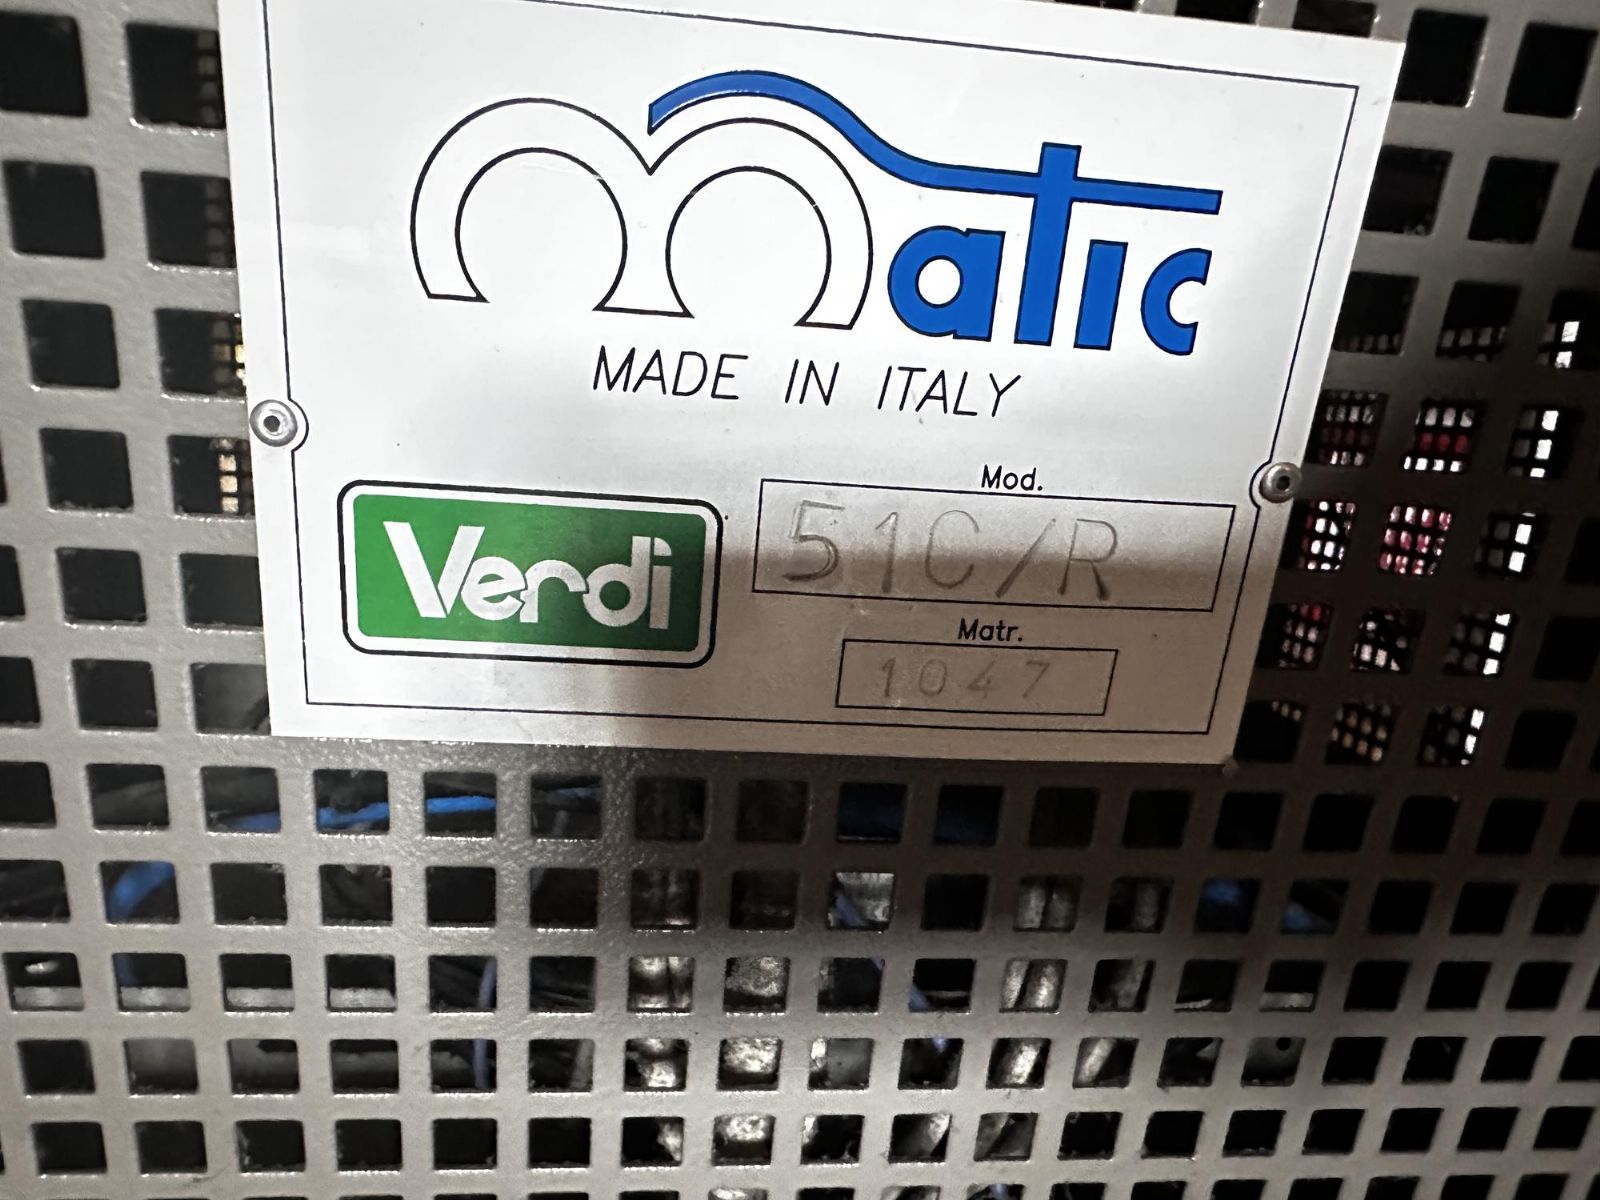 matic
MADE IN ITALY
Verdi
Mod.
51C/R
Matr.
1047